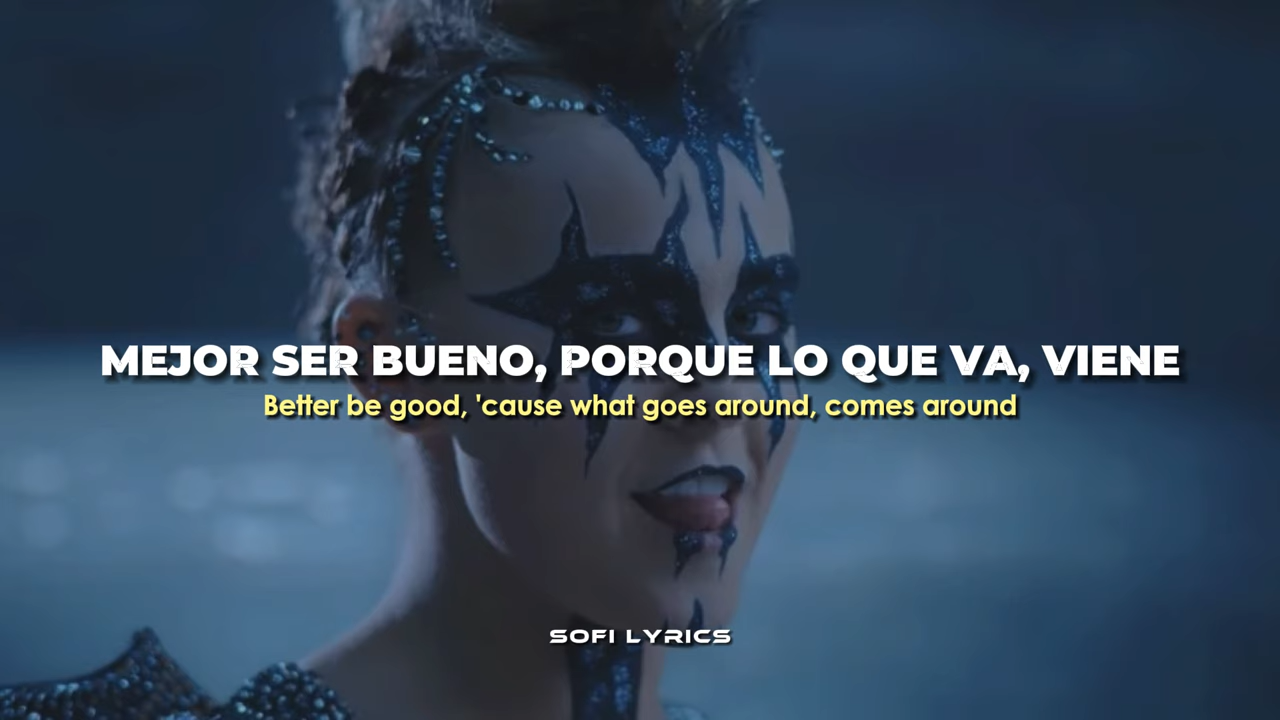 MEJOR SER BUENO, PORQUE LO QUE VA, VIENE
Better be good, 'cause what goes around, comes around
SOFI LYRICS